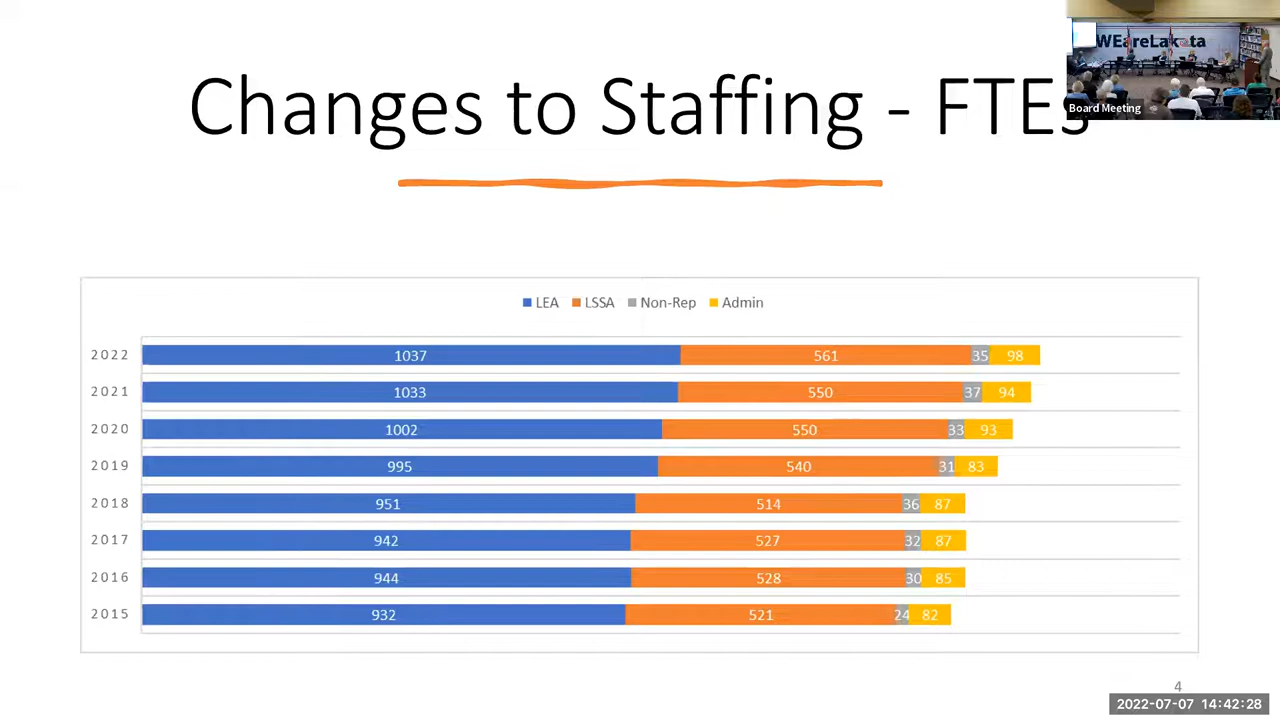 WEareLakota
Board Meeting
Changes to Staffing - FTEs
LEA LSSA Non-Rep Admin
2022 1037 561 35 98
2021 1033 550 37 94
2020 1002 550 33 93
2019 995 540 31 83
2018 951 514 36 87
2017 942 527 32 87
2016 944 528 30 85
2015 932 521 24 82
4
2022-07-07 14:42:28